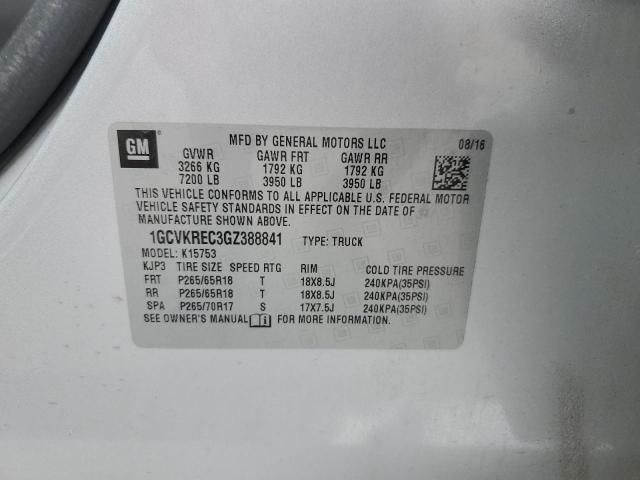 GM
MFD BY GENERAL MOTORS LLC 08/16
GVWR GAWR FRT GAWR RR
3266 KG 1792 KG 1792 KG
7200 LB 3950 LB 3950 LB
THIS VEHICLE CONFORMS TO ALL APPLICABLE U.S. FEDERAL MOTOR
VEHICLE SAFETY STANDARDS IN EFFECT ON THE DATE OF
MANUFACTURE SHOWN ABOVE.
1GCVKREC3GZ388841 TYPE: TRUCK
MODEL: K15753
KJP3 TIRE SIZE SPEED RTG RIM COLD TIRE PRESSURE
FRT P265/65R18 T 18X8.5J 240KPA(35PSI)
RR P265/65R18 T 18X8.5J 240KPA(35PSI)
SPA P265/70R17 S 17X7.5J 240KPA(35PSI)
SEE OWNER'S MANUAL FOR MORE INFORMATION.